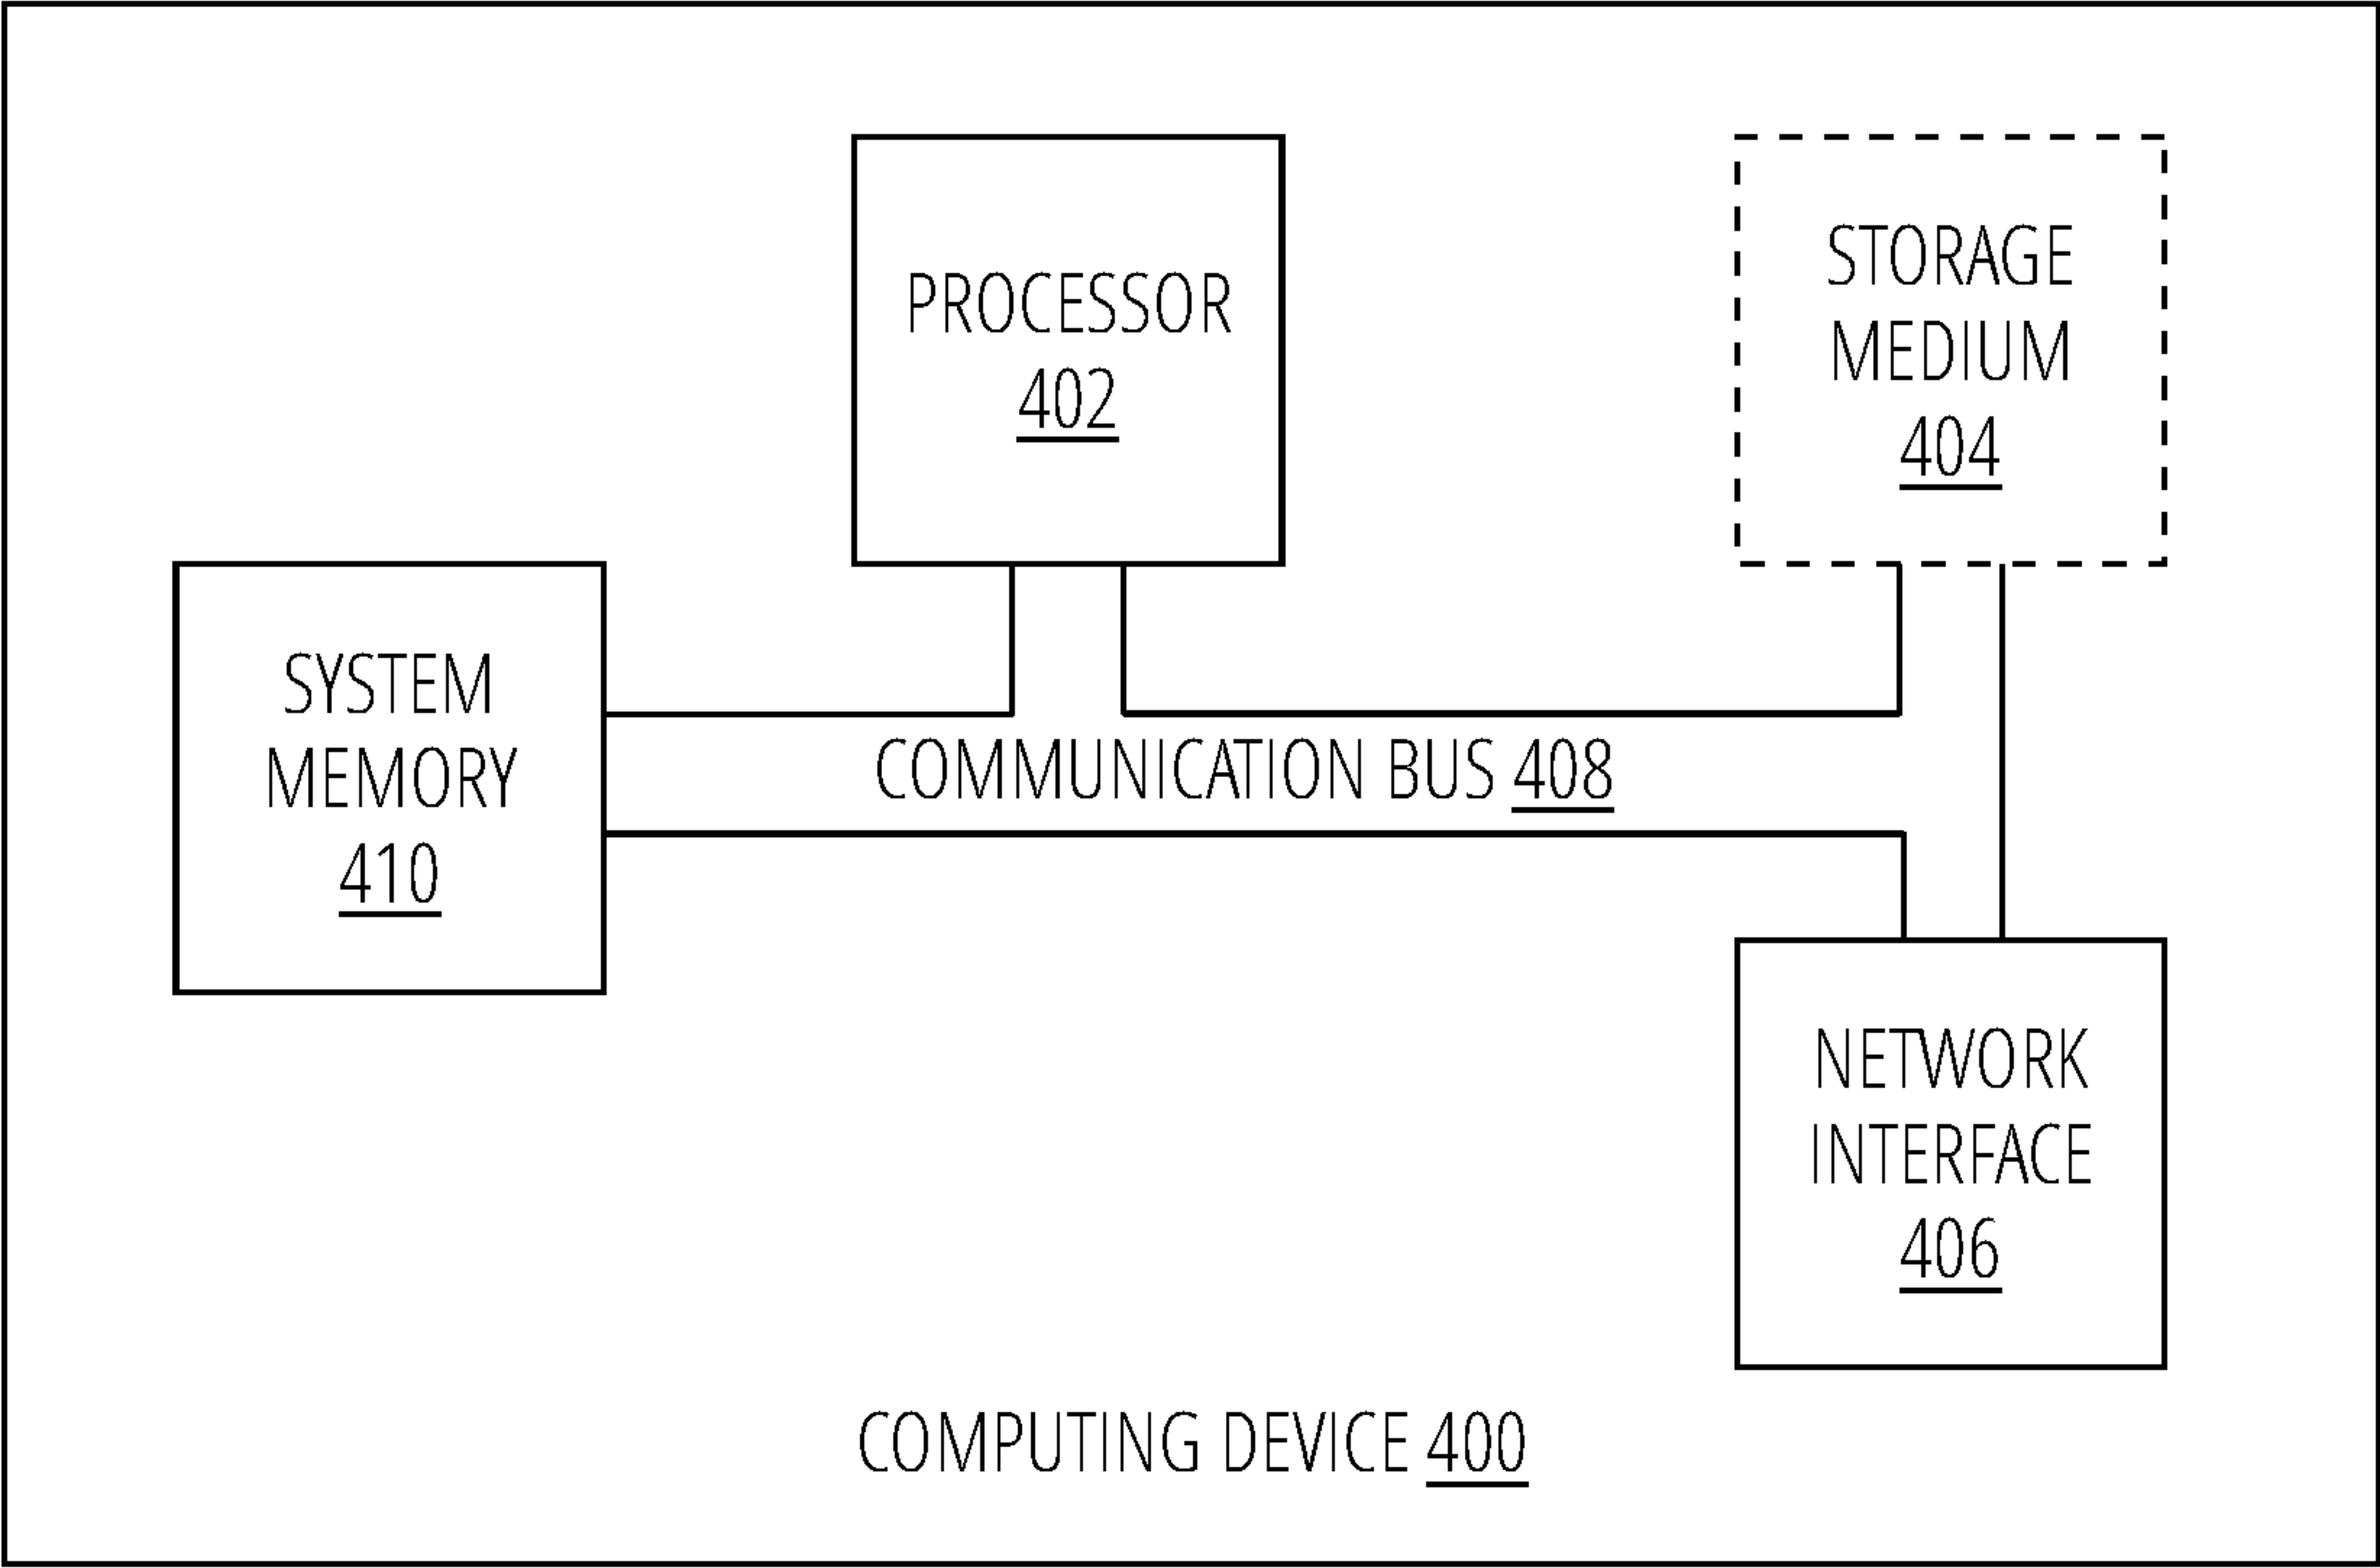 PROCESSOR
402
STORAGE
MEDIUM
404
SYSTEM
MEMORY
410
COMMUNICATION BUS 408
NETWORK
INTERFACE
406
COMPUTING DEVICE 400